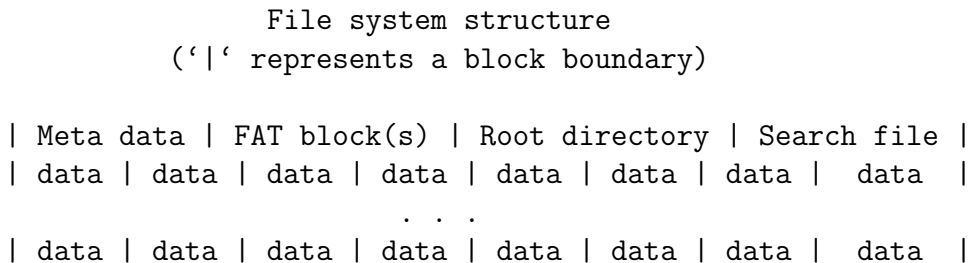 File system structure
(‘|‘ represents a block boundary)
| Meta data | FAT block(s) | Root directory | Search file |
| data | data | data | data | data | data | data | data |
. . .
| data | data | data | data | data | data | data | data |